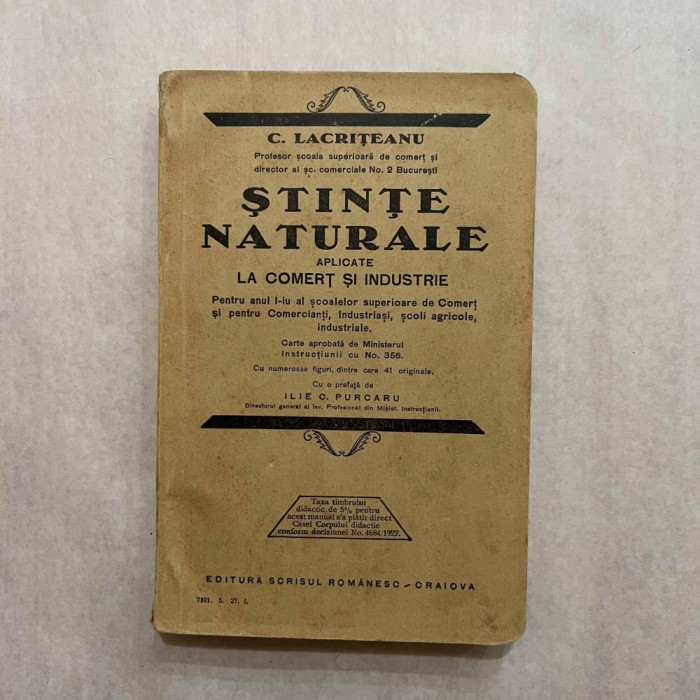 C. LACRIȚEANU
Profesor școala superioară de comerț și
director al șc. comerciale No. 2 București
ȘTINȚE
NATURALE
APLICATE
LA COMERȚ ȘI INDUSTRIE
Pentru anul I-iu al școalelor superioare de Comerț
și pentru Comercianți, Industriași, școli agricole,
industriale.
Carte aprobată de Ministerul
Instrucțiunii cu No. 356.
Cu numeroase figuri, dintre care 41 originale.
Cu o prefață de
ILIE C. PURCARU
Directorul general al înv. Profesional din Minist. Instrucțiunii.
Taxa timbrului
didactic, de 5% pentru
acest manual s'a plătit direct
Casei Corpului didactic
conform deciziunei No. 4684/1927.
EDITURA SCRISUL ROMÂNESC – CRAIOVA
7891. 5. 27. I.